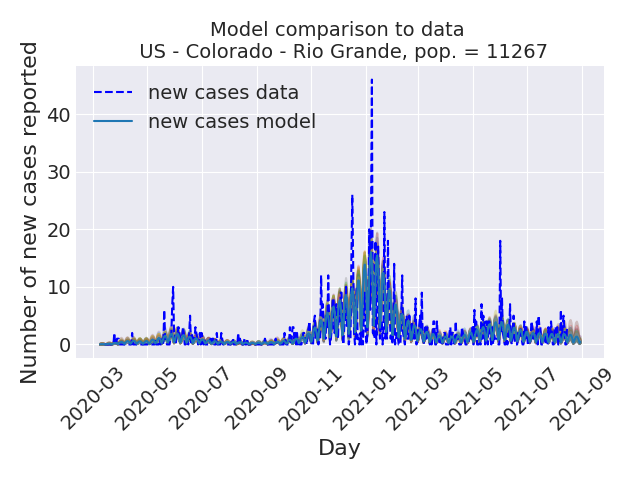 Model comparison to data
US - Colorado - Rio Grande, pop. = 11267
Number of new cases reported
new cases data
new cases model
40
30
20
10
0
2020-03
2020-05
2020-07
2020-09
2020-11
2021-01
2021-03
2021-05
2021-07
2021-09
Day